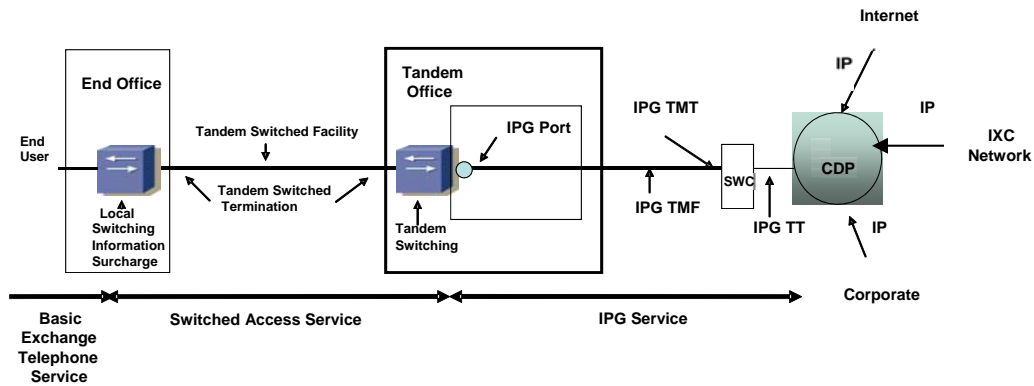 Internet
End Office
Tandem
Office
IP
IPG Port
IPG TMT
IP
End
User
Tandem Switched Facility
IXC
Network
CDP
SWC
Tandem Switched
Termination
IPG TMF
IPG TT
IP
Local
Switching
Information
Surcharge
Tandem
Switching
Corporate
Basic
Exchange
Telephone
Service
Switched Access Service
IPG Service